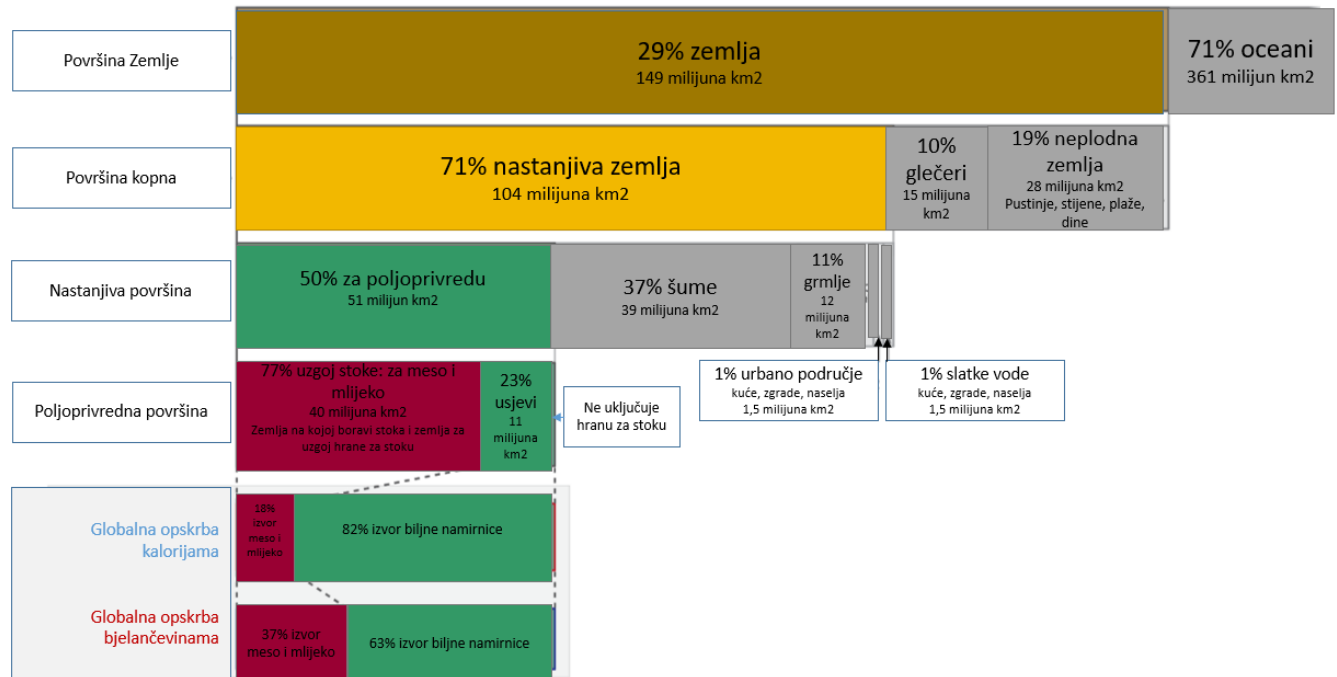 Površina Zemlje
29% zemlja
149 milijuna km2
71% oceani
361 milijun km2
Površina kopna
71% nastanjiva zemlja
104 milijuna km2
10%
glečeri
15 milijuna
km2
19% neplodna
zemlja
28 milijuna km2
Pustinje, stijene, plaže,
dine
Nastanjiva površina
50% za poljoprivredu
51 milijun km2
37% šume
39 milijuna km2
11%
grmlje
12
milijuna
km2
1% urbano područje
kuće, zgrade, naselja
1,5 milijuna km2
1% slatke vode
kuće, zgrade, naselja
1,5 milijuna km2
Poljoprivredna površina
77% uzgoj stoke: za meso i
mlijeko
40 milijuna km2
Zemlja na kojoj boravi stoka i zemlja za
uzgoj hrane za stoku
23%
usjevi
11
milijuna
km2
Ne uključuje
hranu za stoku
Globalna opskrba
kalorijama
18%
izvor
meso i
mlijeko
82% izvor biljne namirnice
Globalna opskrba
bjelančevinama
37% izvor
meso i mlijeko
63% izvor biljne namirnice